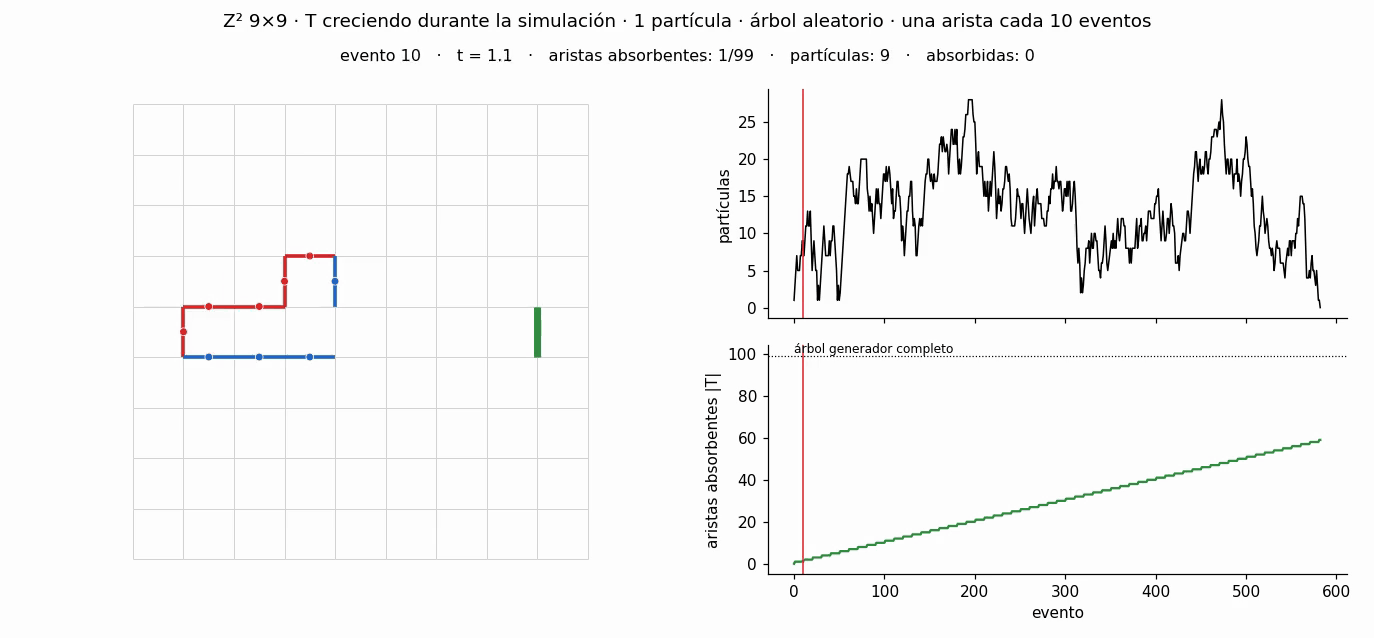 Z² 9×9 · T creciendo durante la simulación · 1 partícula · árbol aleatorio · una arista cada 10 eventos
evento 10 · t = 1.1 · aristas absorbentes: 1/99 · partículas: 9 · absorbidas: 0
partículas
25
20
15
10
5
0
árbol generador completo
aristas absorbentes |T|
100
80
60
40
20
0
0 100 200 300 400 500 600
evento